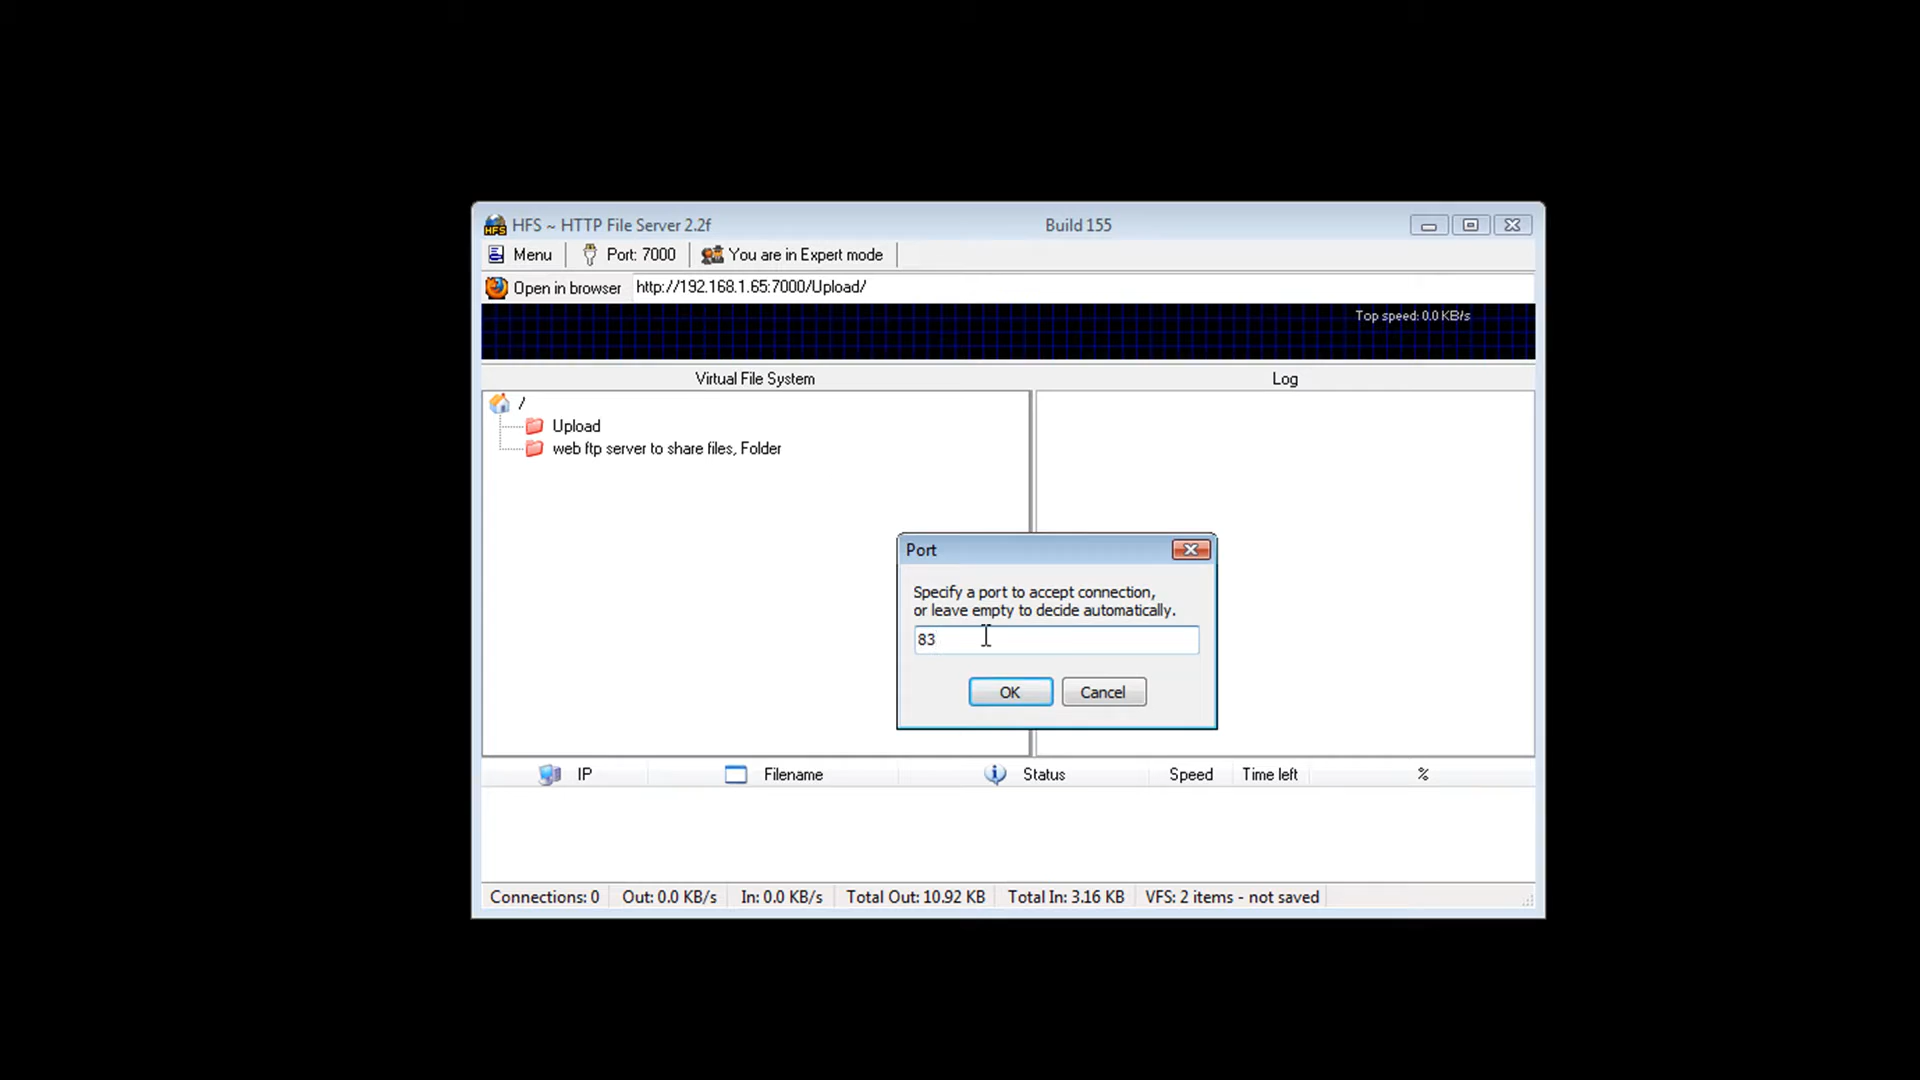 HFS ~ HTTP File Server 2.2f Build 155
Menu Port: 7000 You are in Expert mode
Open in browser http://192.168.1.65:7000/Upload/
Top speed: 0.0 KB/s
Virtual File System Log
/
Upload
web ftp server to share files, Folder
Port
Specify a port to accept connection,
or leave empty to decide automatically.
83
OK Cancel
IP Filename Status Speed Time left %
Connections: 0 Out: 0.0 KB/s In: 0.0 KB/s Total Out: 10.92 KB Total In: 3.16 KB VFS: 2 items - not saved